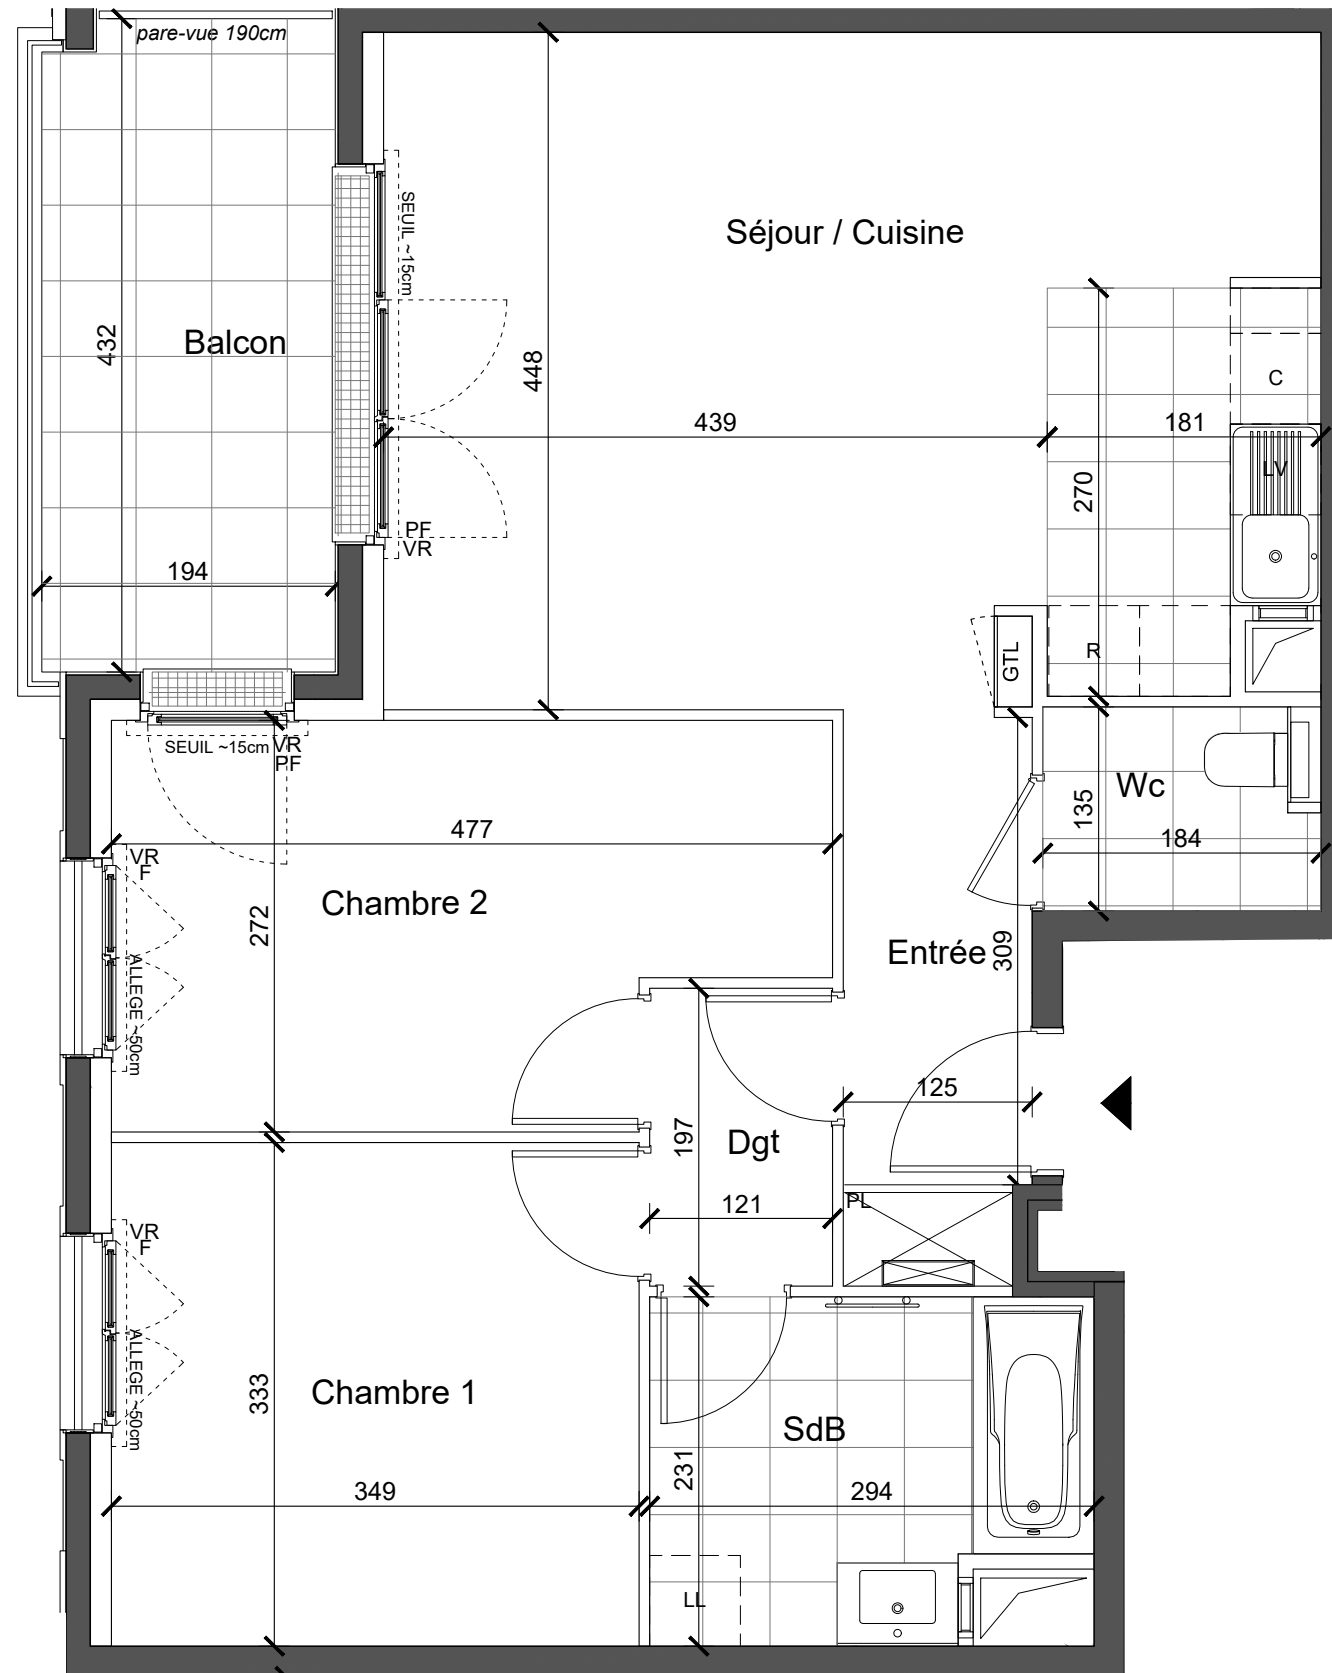 pare-vue 190cm
SEUIL ~15cm
Séjour / Cuisine
Balcon
432
448
C
439
181
LV
270
PF
VR
194
GTL
R
SEUIL ~15cm
VR
PF
Wc
135
184
477
VR
F
Chambre 2
272
ALLEGE ~50cm
Entrée
309
125
197
Dgt
121
PL
VR
F
ALLEGE ~50cm
333
Chambre 1
SdB
231
349
294
LL